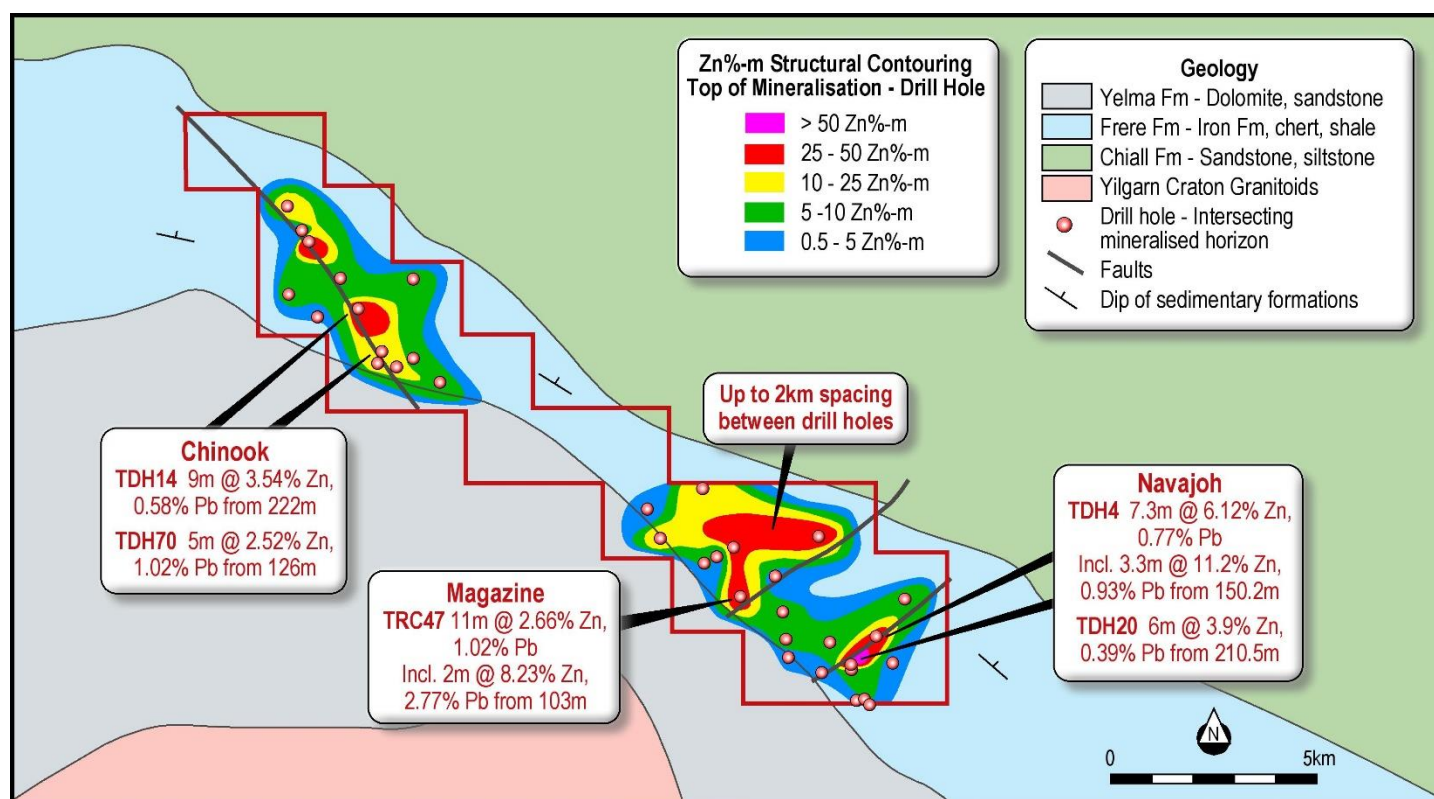 Zn%-m Structural Contouring
Top of Mineralisation - Drill Hole
> 50 Zn%-m
25 - 50 Zn%-m
10 - 25 Zn%-m
5 -10 Zn%-m
0.5 - 5 Zn%-m
Geology
Yelma Fm - Dolomite, sandstone
Frere Fm - Iron Fm, chert, shale
Chiall Fm - Sandstone, siltstone
Yilgarn Craton Granitoids
Drill hole - Intersecting
mineralised horizon
Faults
Dip of sedimentary formations
Up to 2km spacing
between drill holes
Chinook
TDH14 9m @ 3.54% Zn,
0.58% Pb from 222m
TDH70 5m @ 2.52% Zn,
1.02% Pb from 126m
Magazine
TRC47 11m @ 2.66% Zn,
1.02% Pb
Incl. 2m @ 8.23% Zn,
2.77% Pb from 103m
Navajoh
TDH4 7.3m @ 6.12% Zn,
0.77% Pb
Incl. 3.3m @ 11.2% Zn,
0.93% Pb from 150.2m
TDH20 6m @ 3.9% Zn,
0.39% Pb from 210.5m
N
0 5km